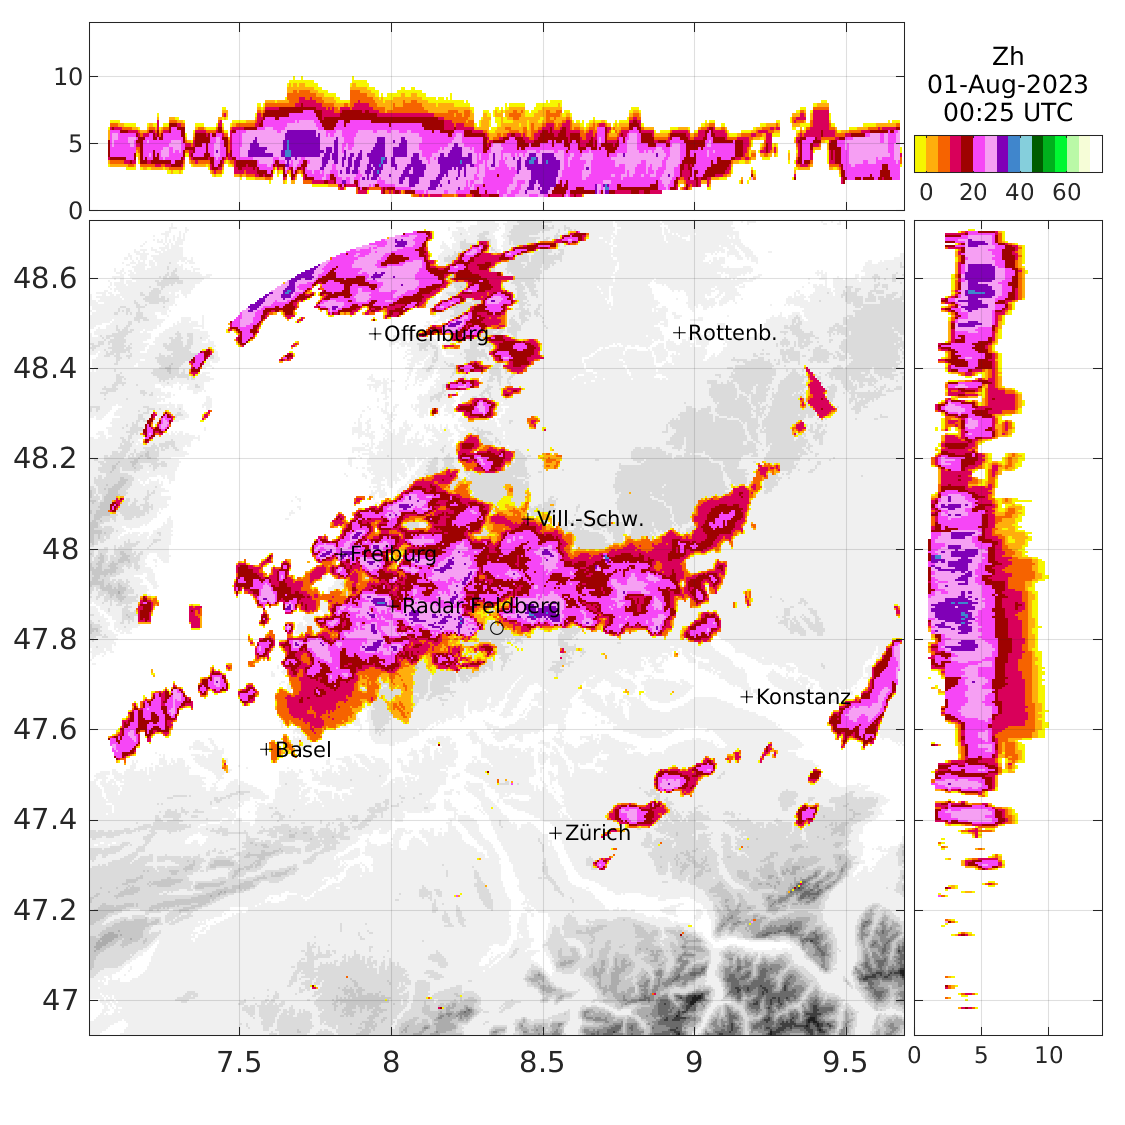 10
5
0
Zh
01-Aug-2023
00:25 UTC
0 20 40 60
48.6
48.4
48.2
48
47.8
47.6
47.4
47.2
47
Offenburg
Rottenb.
Vill.-Schw.
Freiburg
Radar Feldberg
Konstanz
Basel
Zürich
7.5 8 8.5 9 9.5
0 5 10